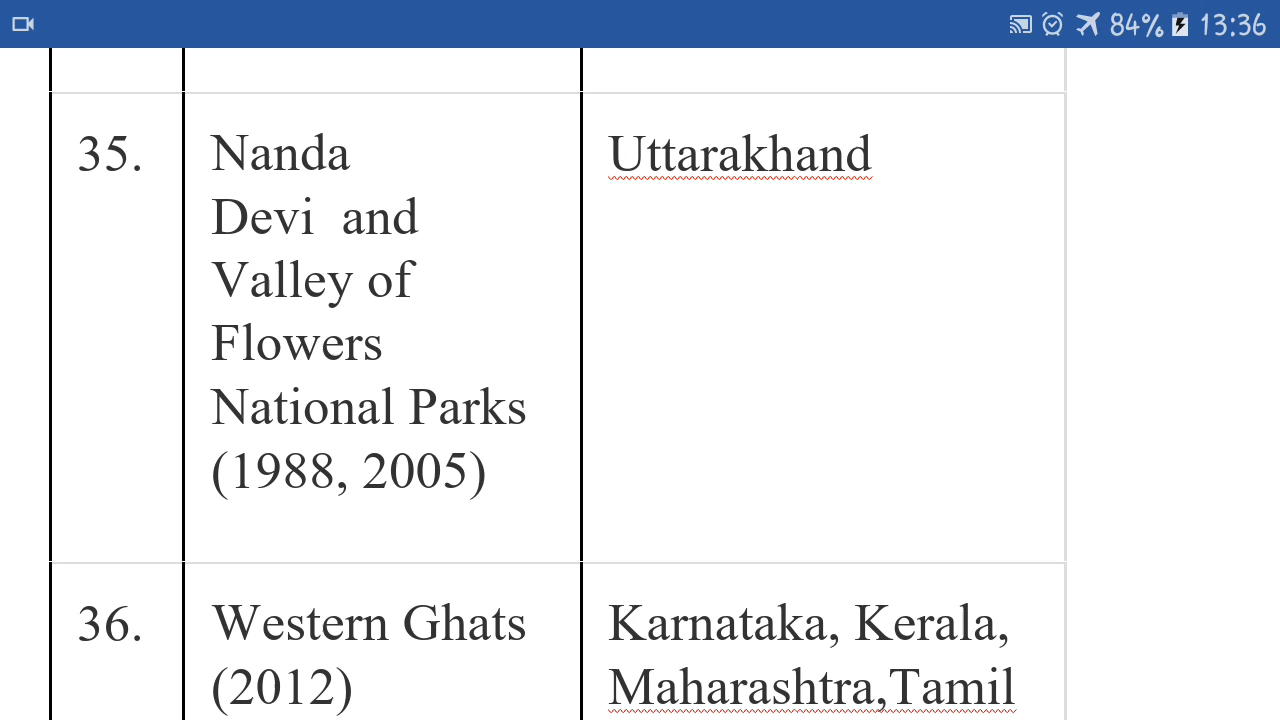 84% 13:36
35. Nanda Uttarakhand
Devi and
Valley of
Flowers
National Parks
(1988, 2005)
36. Western Ghats Karnataka, Kerala,
(2012) Maharashtra,Tamil